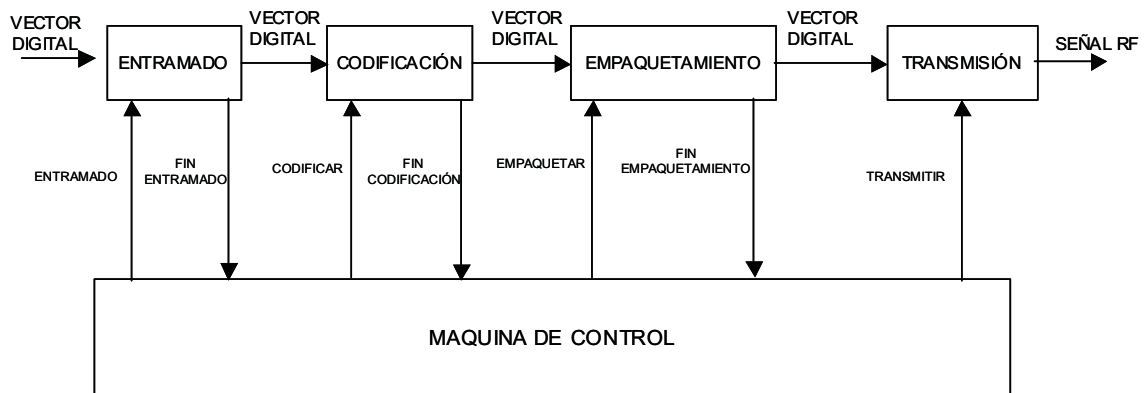 VECTOR
DIGITAL
VECTOR
DIGITAL
VECTOR
DIGITAL
VECTOR
DIGITAL
SEÑAL RF
ENTRAMADO
CODIFICACIÓN
EMPAQUETAMIENTO
TRANSMISIÓN
ENTRAMADO
FIN
ENTRAMADO
CODIFICAR
FIN
CODIFICACIÓN
EMPAQUETAR
FIN
EMPAQUETAMIENTO
TRANSMITIR
MAQUINA DE CONTROL